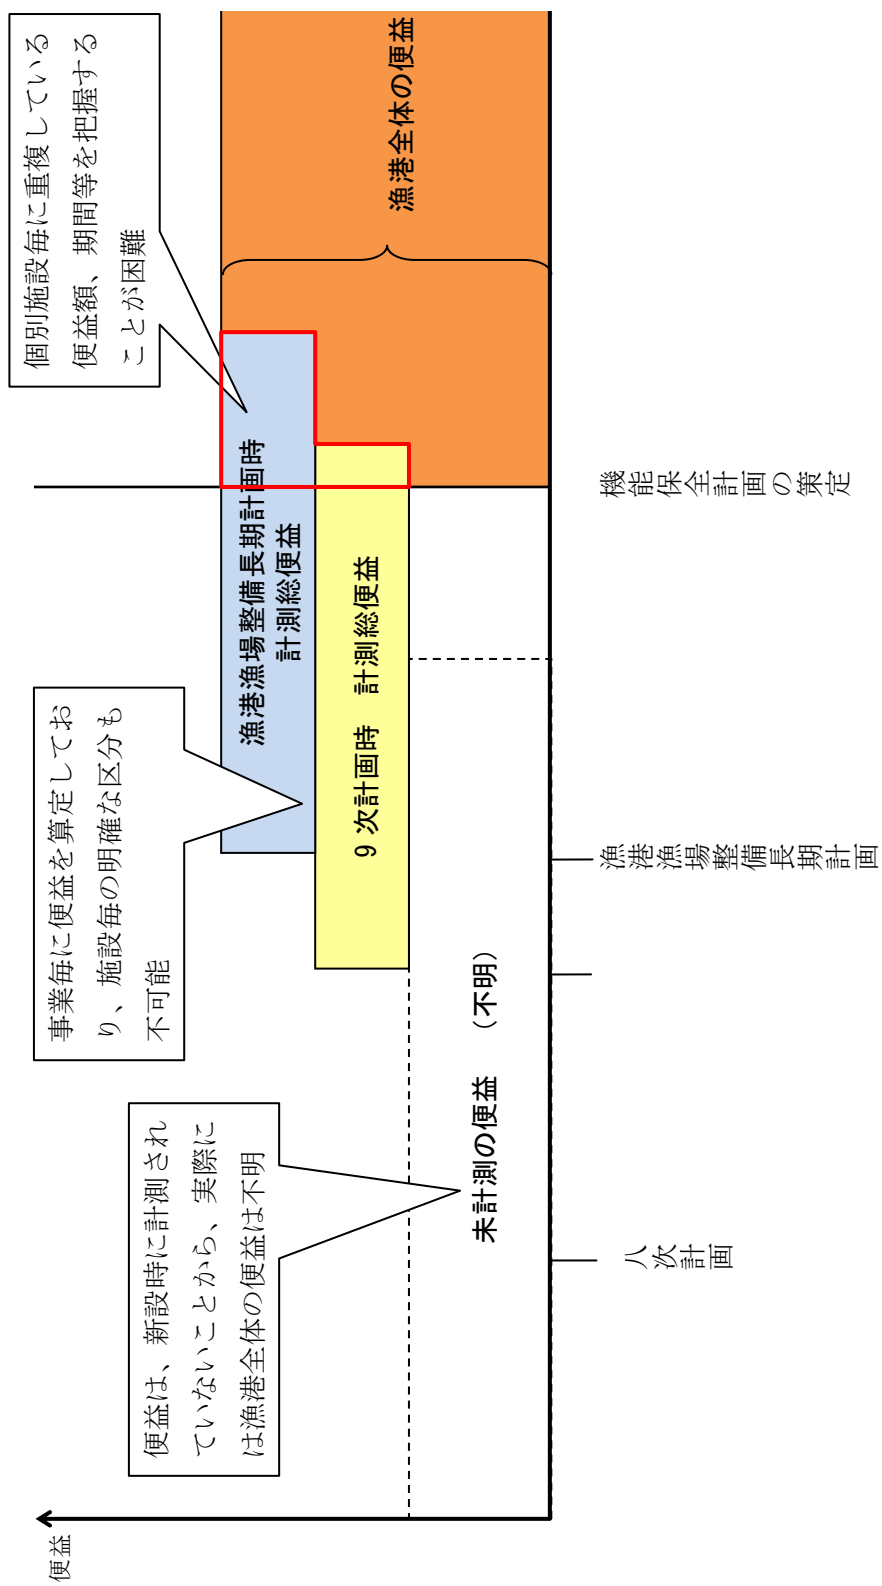 便益
便益は、新設時に計測され
ていないことから、実際に
は漁港全体の便益は不明
事業毎に便益を算定してお
り、施設毎の明確な区分も
不可能
個別施設毎に重複している
便益額、期間等を把握する
ことが困難
漁港漁場整備長期計画時
計測総便益
9 次計画時 計測総便益
未計測の便益 （不明）
漁港全体の便益
八次計画
漁港漁場整備長期計画
機能保全計画の策定